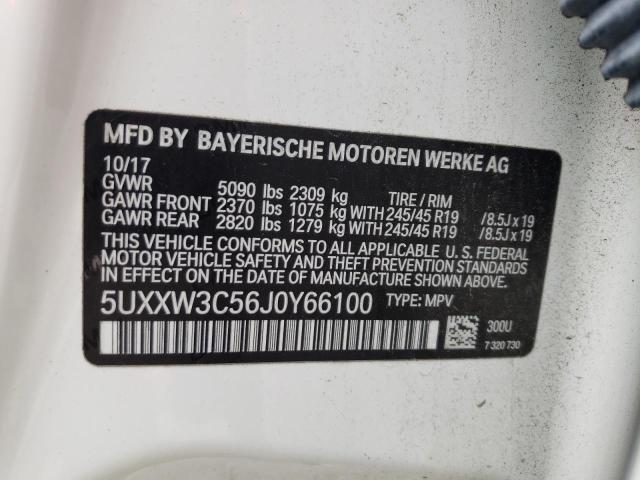 MFD BY BAYERISCHE MOTOREN WERKE AG
10/17
GVWR 5090 lbs 2309 kg TIRE / RIM
GAWR FRONT 2370 lbs 1075 kg WITH 245/45 R19 /8.5J x 19
GAWR REAR 2820 lbs 1279 kg WITH 245/45 R19 /8.5J x 19
THIS VEHICLE CONFORMS TO ALL APPLICABLE U. S. FEDERAL
MOTOR VEHICLE SAFETY AND THEFT PREVENTION STANDARDS
IN EFFECT ON THE DATE OF MANUFACTURE SHOWN ABOVE.
5UXXW3C56J0Y66100 TYPE: MPV
300U
7 320 730